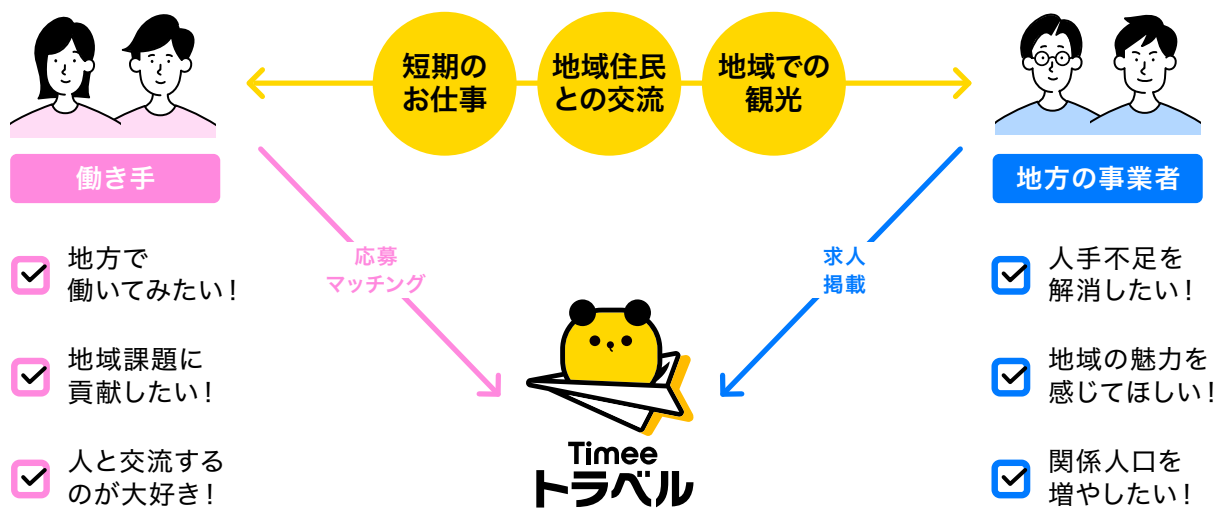 短期の
お仕事
地域住民
との交流
地域での
観光
働き手
地方で
働いてみたい！
地域課題に
貢献したい！
人と交流する
のが大好き！
応募
マッチング
求人
掲載
Timee
トラベル
地方の事業者
人手不足を
解消したい！
地域の魅力を
感じてほしい！
関係人口を
増やしたい！